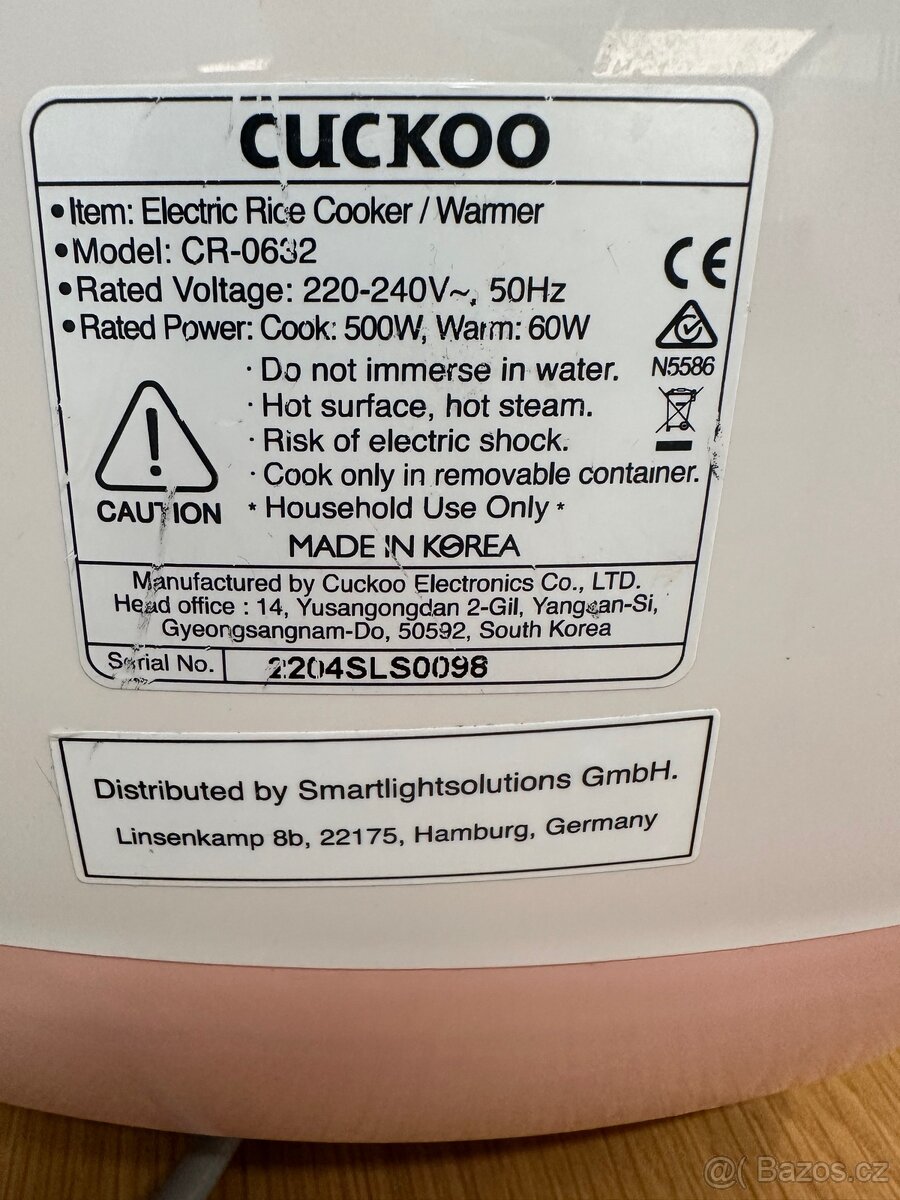 CUCKOO
• Item: Electric Rice Cooker / Warmer
• Model: CR-0632
• Rated Voltage: 220-240V~, 50Hz
• Rated Power: Cook: 500W, Warm: 60W
CE
N5586
· Do not immerse in water.
· Hot surface, hot steam.
· Risk of electric shock.
· Cook only in removable container.
* Household Use Only *
CAUTION
MADE IN KOREA
Manufactured by Cuckoo Electronics Co., LTD.
Head office : 14, Yusangongdan 2-Gil, Yangsan-Si,
Gyeongsangnam-Do, 50592, South Korea
Serial No. 2204SLS0098
Distributed by Smartlightsolutions GmbH.
Linsenkamp 8b, 22175, Hamburg, Germany
@( Bazos.cz